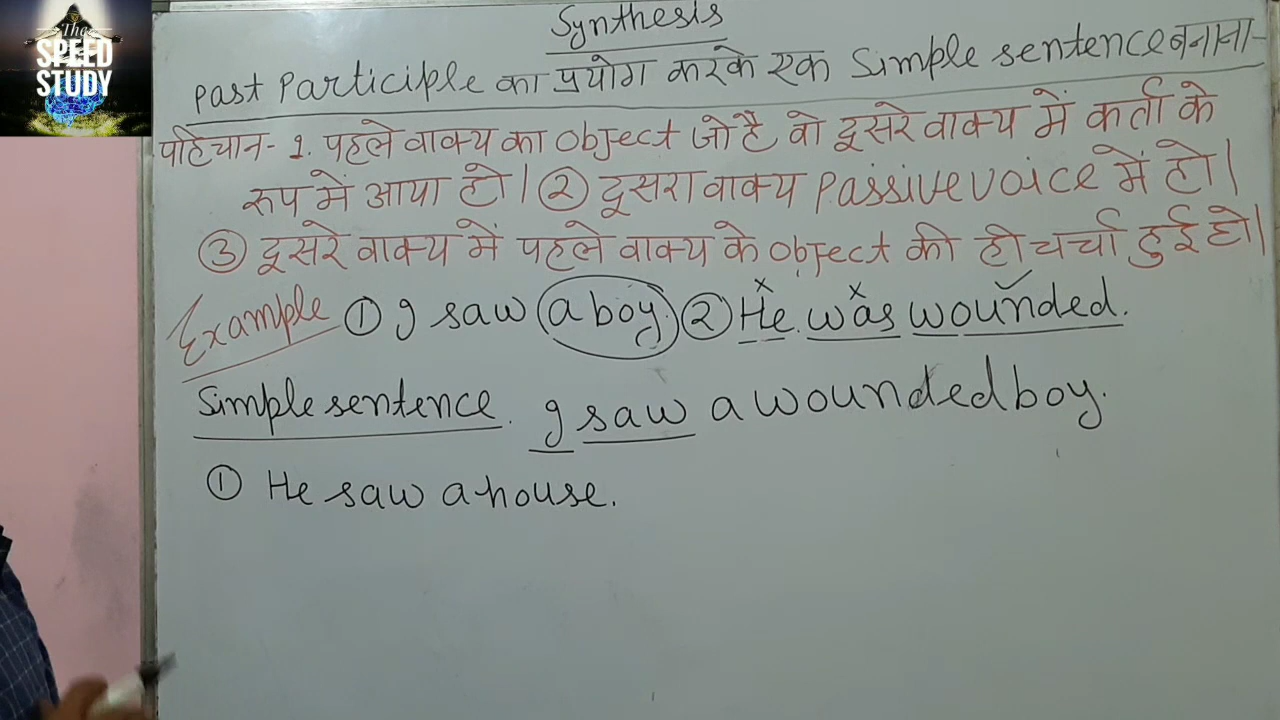 The
SPEED
STUDY
Synthesis
Past Participle का प्रयोग करके एक Simple sentence बनाना-
पहिचान- 1. पहले वाक्य का object जो है वो दूसरे वाक्य में कर्ता के
रूप में आया हो। ② दूसरा वाक्य Passive voice में हो।
③ दूसरे वाक्य में पहले वाक्य के object की ही चर्चा हुई हो।
Example ① I saw a boy. ② He was wounded.
Simple sentence. I saw a wounded boy.
① He saw a house.